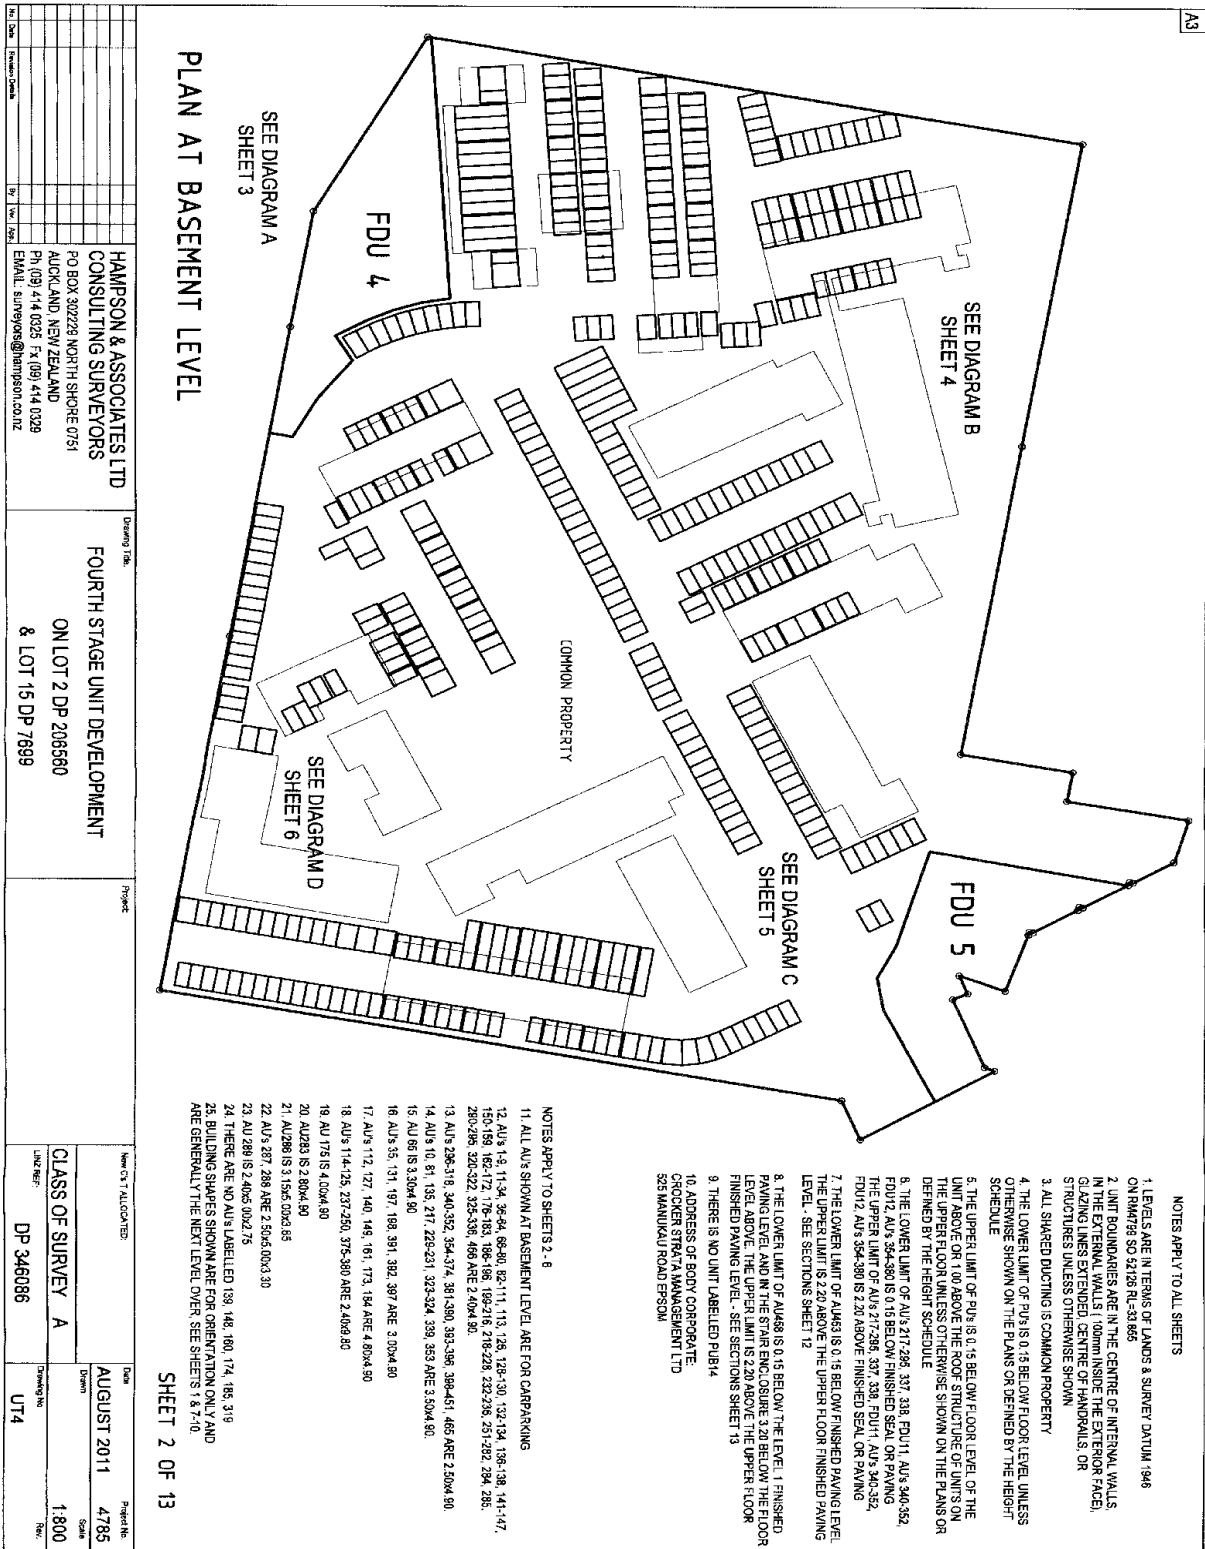 A3
NOTES APPLY TO ALL SHEETS
1. LEVELS ARE IN TERMS OF LANDS & SURVEY DATUM 1946
ON RM4789 SO 52126 RL=33.865
2. UNIT BOUNDARIES ARE IN THE CENTRE OF INTERNAL WALLS,
IN THE EXTERNAL WALLS (100mm INSIDE THE EXTERIOR FACE),
GLAZING LINES EXTENDED, CENTRE OF HANDRAILS, OR
STRUCTURES UNLESS OTHERWISE SHOWN
3. ALL SHARED DUCTING IS COMMON PROPERTY
4. THE LOWER LIMIT OF PU's IS 0.15 BELOW FLOOR LEVEL UNLESS
OTHERWISE SHOWN ON THE PLANS OR DEFINED BY THE HEIGHT
SCHEDULE
5. THE UPPER LIMIT OF PU's IS 0.15 BELOW FLOOR LEVEL OF THE
UNIT ABOVE OR 1.00 ABOVE THE ROOF STRUCTURE OF UNITS ON
THE UPPER FLOOR UNLESS OTHERWISE SHOWN ON THE PLANS OR
DEFINED BY THE HEIGHT SCHEDULE
6. THE LOWER LIMIT OF AU's 217-295, 337, 338, FDU11, AU's 340-352,
FDU12, AU's 354-380 IS 0.15 BELOW FINISHED SEAL OR PAVING
THE UPPER LIMIT OF AU's 217-295, 337, 338, FDU11, AU's 340-352,
FDU12, AU's 354-380 IS 2.20 ABOVE FINISHED SEAL OR PAVING
7. THE LOWER LIMIT OF AU463 IS 0.15 BELOW FINISHED PAVING LEVEL
THE UPPER LIMIT IS 2.20 ABOVE THE UPPER FLOOR FINISHED PAVING
LEVEL - SEE SECTIONS SHEET 12
8. THE LOWER LIMIT OF AU458 IS 0.15 BELOW THE LEVEL 1 FINISHED
PAVING LEVEL AND IN THE STAIR ENCLOSURE 3.20 BELOW THE FLOOR
LEVEL ABOVE. THE UPPER LIMIT IS 2.20 ABOVE THE UPPER FLOOR
FINISHED PAVING LEVEL - SEE SECTIONS SHEET 13
9. THERE IS NO UNIT LABELLED PUB14
10. ADDRESS OF BODY CORPORATE:
CROCKER STRATA MANAGEMENT LTD
525 MANUKAU ROAD EPSOM
NOTES APPLY TO SHEETS 2 - 6
11. ALL AU's SHOWN AT BASEMENT LEVEL ARE FOR CARPARKING
12. AU's 1-9, 11-34, 36-64, 66-80, 82-111, 113, 126, 128-130, 132-134, 136-138, 141-147,
150-159, 162-172, 176-183, 186-196, 199-216, 218-228, 232-236, 251-282, 284, 285,
290-295, 320-322, 325-336, 466 ARE 2.40x4.90.
13. AU's 296-318, 340-352, 354-374, 381-390, 393-396, 398-451, 465 ARE 2.50x4.90.
14. AU's 10, 81, 135, 217, 229-231, 323-324, 339, 353 ARE 3.50x4.90.
15. AU 65 IS 3.30x4.90
16. AU's 35, 131, 197, 198, 391, 392, 397 ARE 3.00x4.90
17. AU's 112, 127, 140, 149, 161, 173, 184 ARE 4.80x4.90
18. AU's 114-125, 237-250, 375-380 ARE 2.40x9.80
19. AU 175 IS 4.00x4.90
20. AU283 IS 2.80x4.90
21. AU286 IS 3.15x5.00x3.65
22. AU's 287, 288 ARE 2.50x5.00x3.30
23. AU 289 IS 2.40x5.00x2.75
24. THERE ARE NO AU's LABELLED 139, 148, 160, 174, 185, 319
25. BUILDING SHAPES SHOWN ARE FOR ORIENTATION ONLY AND
ARE GENERALLY THE NEXT LEVEL OVER, SEE SHEETS 1 & 7-10.
SHEET 2 OF 13
SEE DIAGRAM B
SHEET 4
FDU 5
SEE DIAGRAM C
SHEET 5
COMMON PROPERTY
FDU 4
SEE DIAGRAM D
SHEET 6
SEE DIAGRAM A
SHEET 3
PLAN AT BASEMENT LEVEL
No. Date Revision Details By Ver. App.
HAMPSON & ASSOCIATES LTD
CONSULTING SURVEYORS
PO BOX 302229 NORTH SHORE 0751
AUCKLAND, NEW ZEALAND
Ph (09) 414 0325 Fx (09) 414 0329
EMAIL: surveyors@hampson.co.nz
Drawing Title:
FOURTH STAGE UNIT DEVELOPMENT
ON LOT 2 DP 206560
& LOT 15 DP 7699
Project:
New CsT ALLOCATED:
CLASS OF SURVEY A
LINZ REF:
DP 346086
Date
AUGUST 2011
Project No.
4785
Drawn
Scale
1:800
Drawing No.
UT4
Rev.